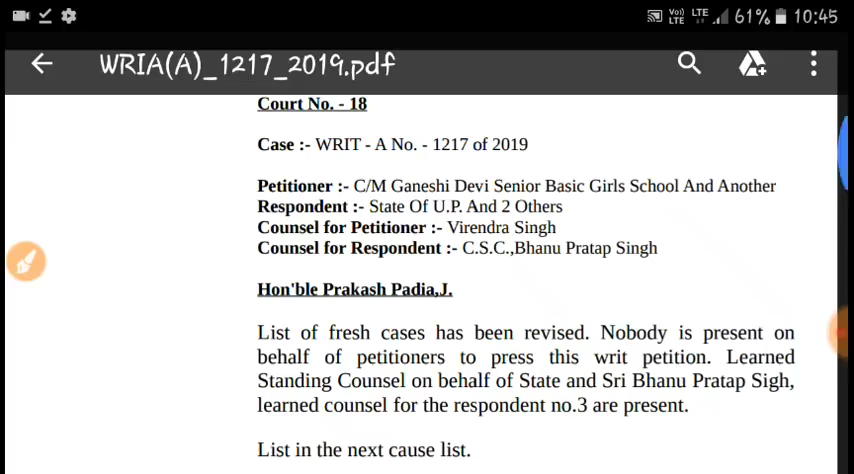 Vo)) LTE LTE 61% 10:45
WRIA(A)_1217_2019.pdf
Court No. - 18
Case :- WRIT - A No. - 1217 of 2019
Petitioner :- C/M Ganeshi Devi Senior Basic Girls School And Another
Respondent :- State Of U.P. And 2 Others
Counsel for Petitioner :- Virendra Singh
Counsel for Respondent :- C.S.C.,Bhanu Pratap Singh
Hon'ble Prakash Padia,J.
List of fresh cases has been revised. Nobody is present on
behalf of petitioners to press this writ petition. Learned
Standing Counsel on behalf of State and Sri Bhanu Pratap Sigh,
learned counsel for the respondent no.3 are present.
List in the next cause list.